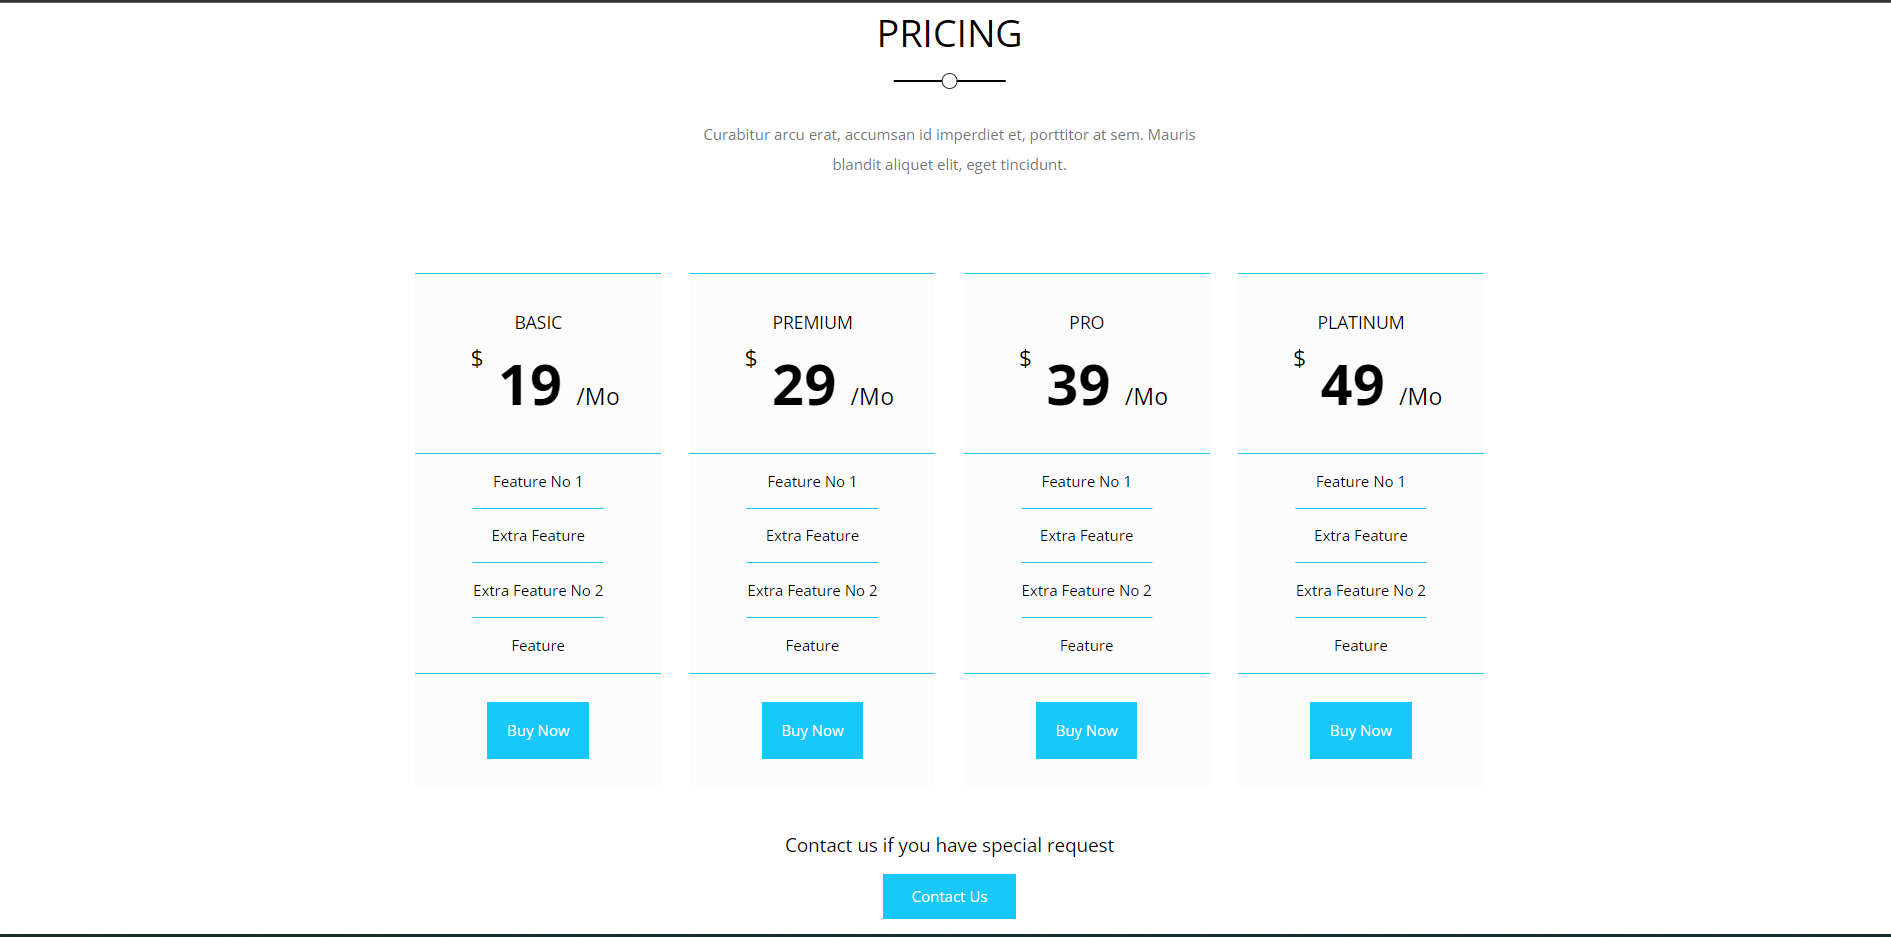 PRICING
Curabitur arcu erat, accumsan id imperdiet et, porttitor at sem. Mauris
blandit aliquet elit, eget tincidunt.
BASIC
$ 19 /Mo
Feature No 1
Extra Feature
Extra Feature No 2
Feature
Buy Now
PREMIUM
$ 29 /Mo
Feature No 1
Extra Feature
Extra Feature No 2
Feature
Buy Now
PRO
$ 39 /Mo
Feature No 1
Extra Feature
Extra Feature No 2
Feature
Buy Now
PLATINUM
$ 49 /Mo
Feature No 1
Extra Feature
Extra Feature No 2
Feature
Buy Now
Contact us if you have special request
Contact Us